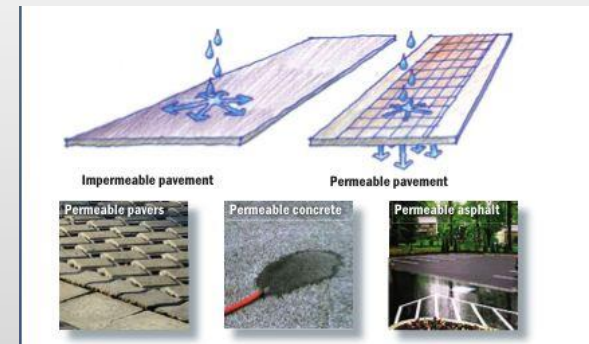 Impermeable pavement
Permeable pavement
Permeable pavers
Permeable concrete
Permeable asphalt